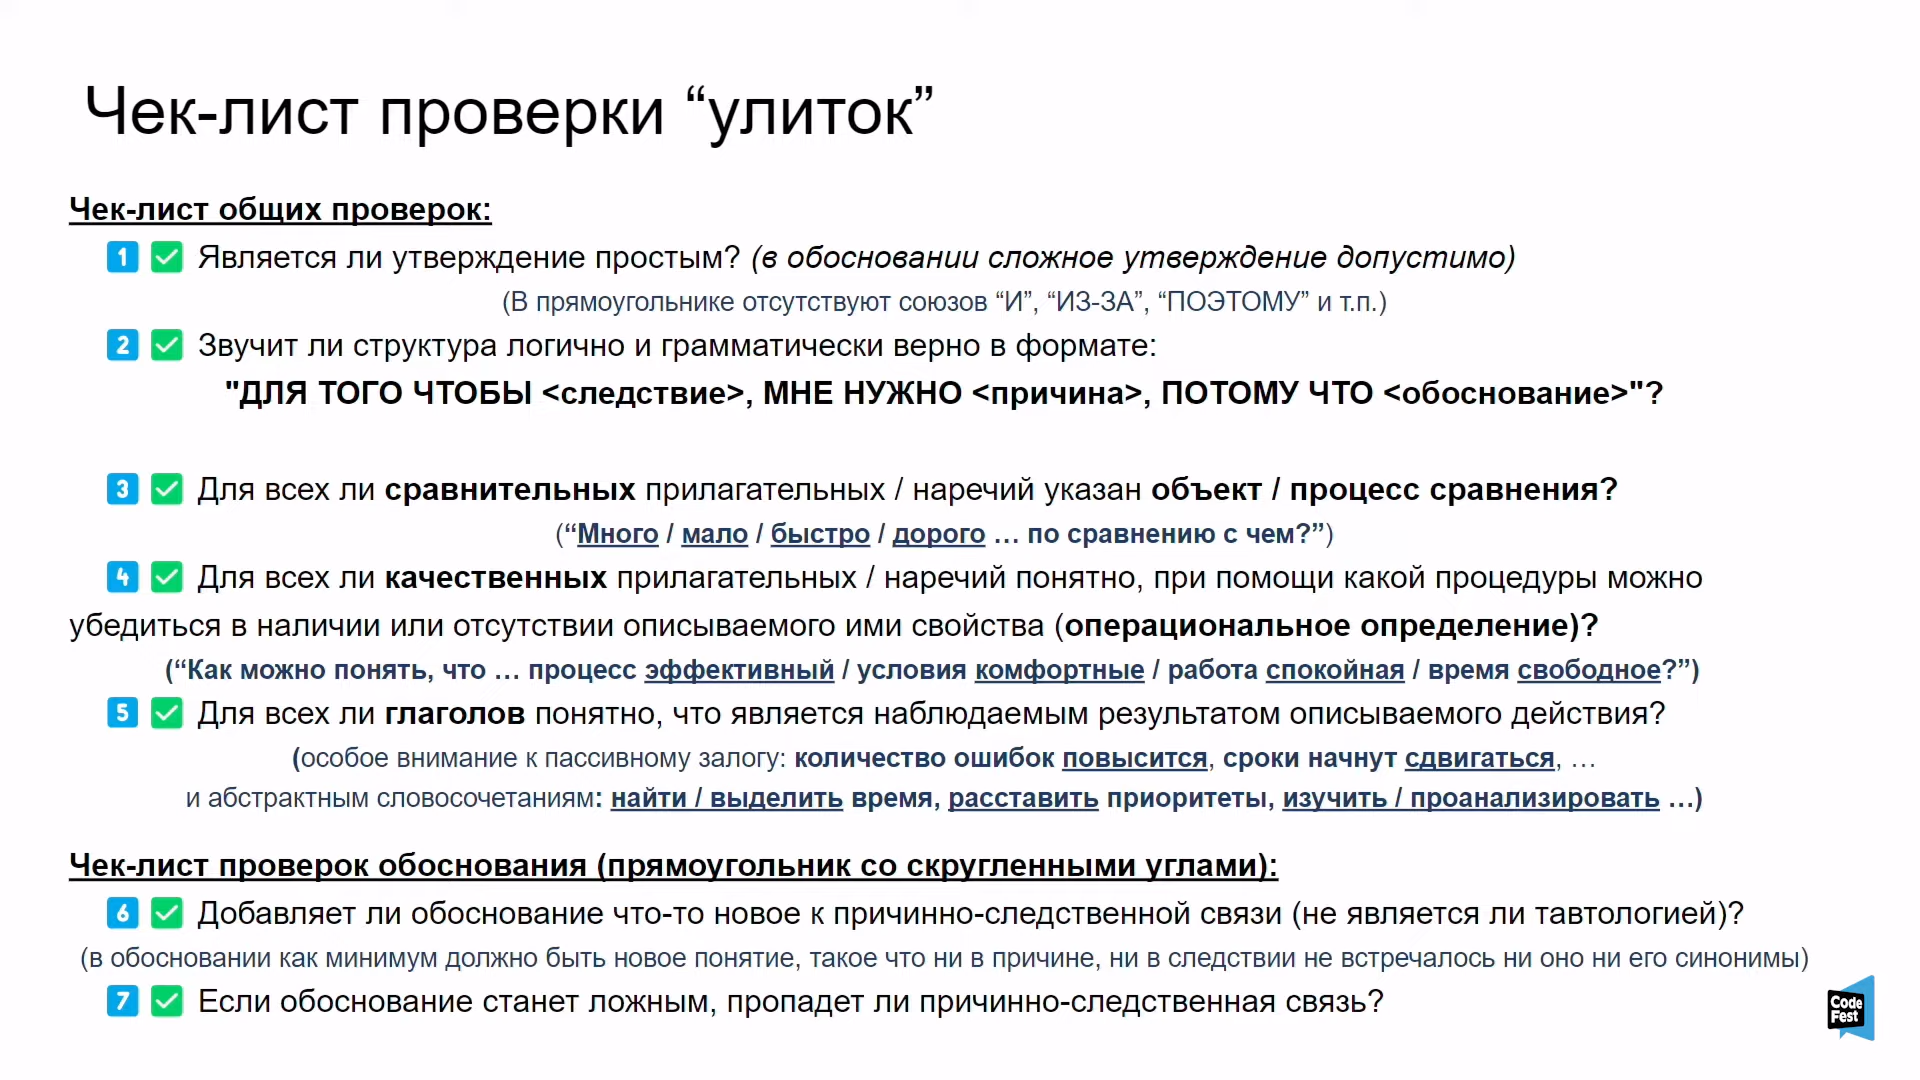 Чек-лист проверки “улиток”
Чек-лист общих проверок:
1 ✅ Является ли утверждение простым? (в обосновании сложное утверждение допустимо)
(В прямоугольнике отсутствуют союзов “И”, “ИЗ-ЗА”, “ПОЭТОМУ” и т.п.)
2 ✅ Звучит ли структура логично и грамматически верно в формате:
"ДЛЯ ТОГО ЧТОБЫ <следствие>, МНЕ НУЖНО <причина>, ПОТОМУ ЧТО <обоснование>"?
3 ✅ Для всех ли сравнительных прилагательных / наречий указан объект / процесс сравнения?
(“Много / мало / быстро / дорого … по сравнению с чем?”)
4 ✅ Для всех ли качественных прилагательных / наречий понятно, при помощи какой процедуры можно
убедиться в наличии или отсутствии описываемого ими свойства (операциональное определение)?
(“Как можно понять, что … процесс эффективный / условия комфортные / работа спокойная / время свободное?”)
5 ✅ Для всех ли глаголов понятно, что является наблюдаемым результатом описываемого действия?
(особое внимание к пассивному залогу: количество ошибок повысится, сроки начнут сдвигаться, …
и абстрактным словосочетаниям: найти / выделить время, расставить приоритеты, изучить / проанализировать …)
Чек-лист проверок обоснования (прямоугольник со скругленными углами):
6 ✅ Добавляет ли обоснование что-то новое к причинно-следственной связи (не является ли тавтологией)?
(в обосновании как минимум должно быть новое понятие, такое что ни в причине, ни в следствии не встречалось ни оно ни его синонимы)
7 ✅ Если обоснование станет ложным, пропадет ли причинно-следственная связь?
Code
Fest